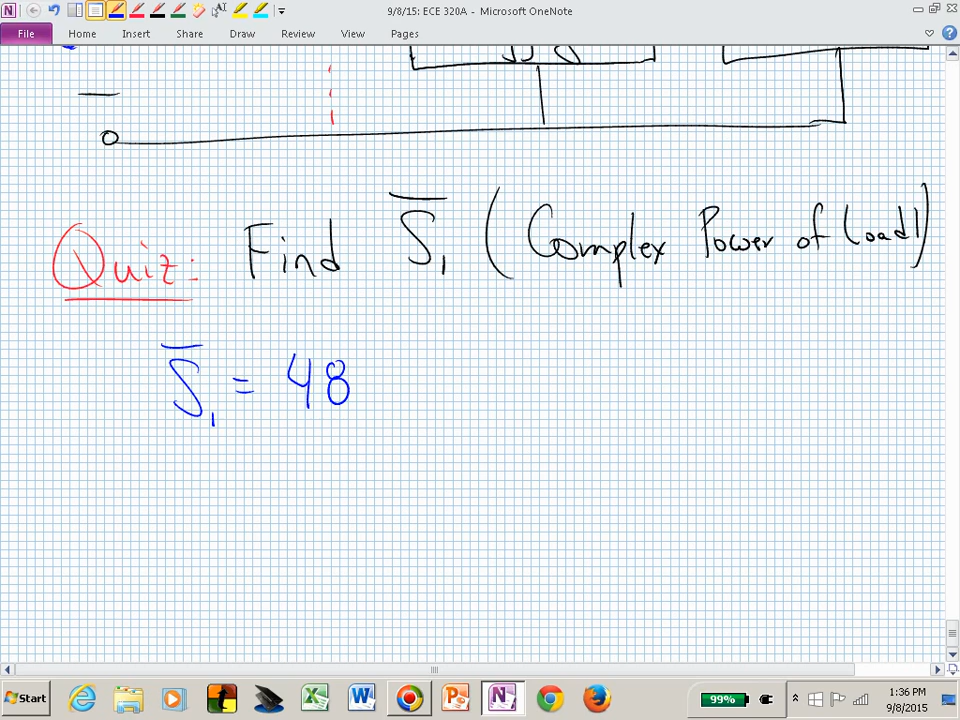 9/8/15: ECE 320A - Microsoft OneNote
File Home Insert Share Draw Review View Pages
Quiz: Find S̅₁ (Complex Power of Load1)
S̅₁ = 48
Start
99%
1:36 PM
9/8/2015